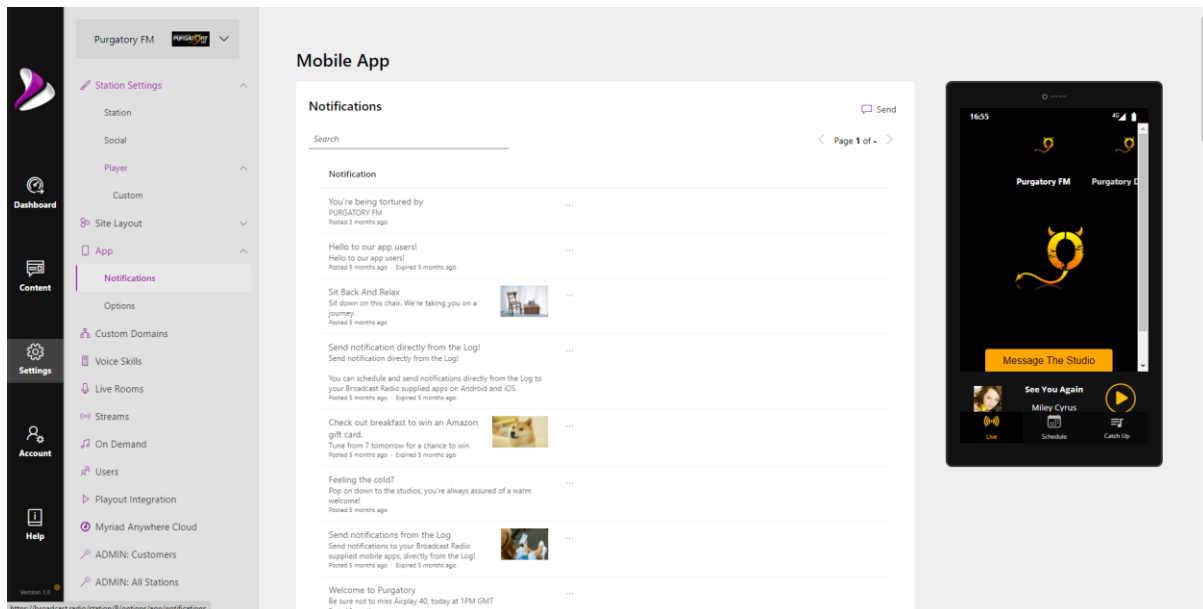 Purgatory FM
Dashboard
Content
Settings
Account
Help
Version 1.0
Station Settings
Station
Social
Player
Custom
Site Layout
App
Notifications
Options
Custom Domains
Voice Skills
Live Rooms
Streams
On Demand
Users
Playout Integration
Myriad Anywhere Cloud
ADMIN: Customers
ADMIN: All Stations
https://broadcast.radio/station/8/options/app/notifications
Mobile App
Notifications
Send
Search
Page 1 of -
Notification
You're being tortured by
PURGATORY FM
Posted 3 months ago
...
Hello to our app users!
Hello to our app users!
Posted 5 months ago - Expired 5 months ago
...
Sit Back And Relax
Sit down on this chair. We're taking you on a
journey.
Posted 5 months ago
...
Send notification directly from the Log!
Send notification directly from the Log!
You can schedule and send notifications directly from the Log to
your Broadcast Radio supplied apps on Android and iOS.
Posted 5 months ago - Expired 5 months ago
...
Check out breakfast to win an Amazon
gift card.
Tune from 7 tomorrow for a chance to win
Posted 5 months ago - Expired 5 months ago
...
Feeling the cold?
Pop on down to the studios, you're always assured of a warm
welcome!
Posted 5 months ago
...
Send notifications from the Log
Send notifications to your Broadcast Radio
supplied mobile apps, directly from the Log!
Posted 5 months ago - Expired 5 months ago
...
Welcome to Purgatory
Be sure not to miss Airplay 40, today at 1PM GMT
...
16:55
4G
Purgatory FM
Purgatory D
Message The Studio
See You Again
Miley Cyrus
Live
Schedule
Catch Up